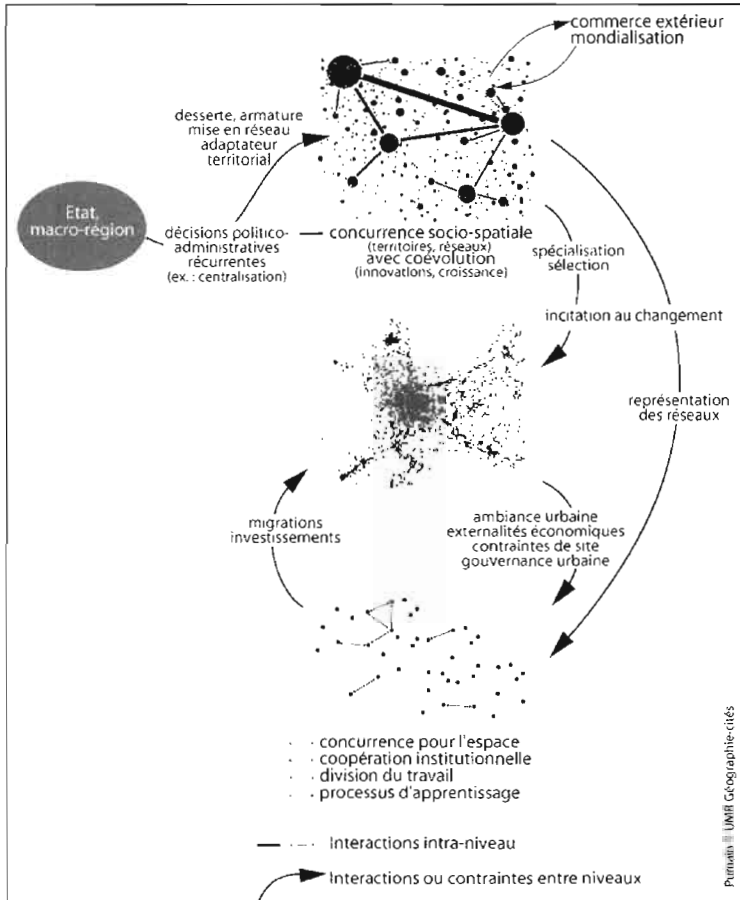 commerce extérieur
mondialisation
desserte, armature
mise en réseau
adaptateur
territorial
Etat,
macro-région
décisions politico-
administratives
récurrentes
(ex. : centralisation)
concurrence socio-spatiale
(territoires, réseaux)
avec coévolution
(innovations, croissance)
spécialisation
sélection
incitation au changement
représentation
des réseaux
migrations
investissements
ambiance urbaine
externalités économiques
contraintes de site
gouvernance urbaine
concurrence pour l'espace
coopération institutionnelle
division du travail
processus d'apprentissage
Interactions intra-niveau
Interactions ou contraintes entre niveaux
UMR Géographie-cités